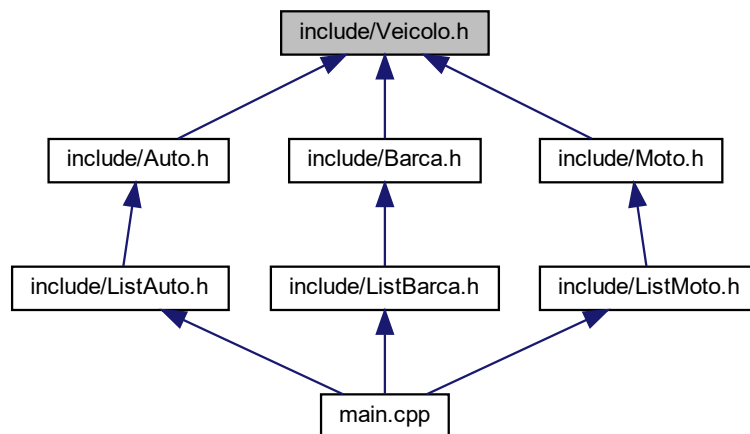 include/Veicolo.h
include/Auto.h
include/Barca.h
include/Moto.h
include/ListAuto.h
include/ListBarca.h
include/ListMoto.h
main.cpp